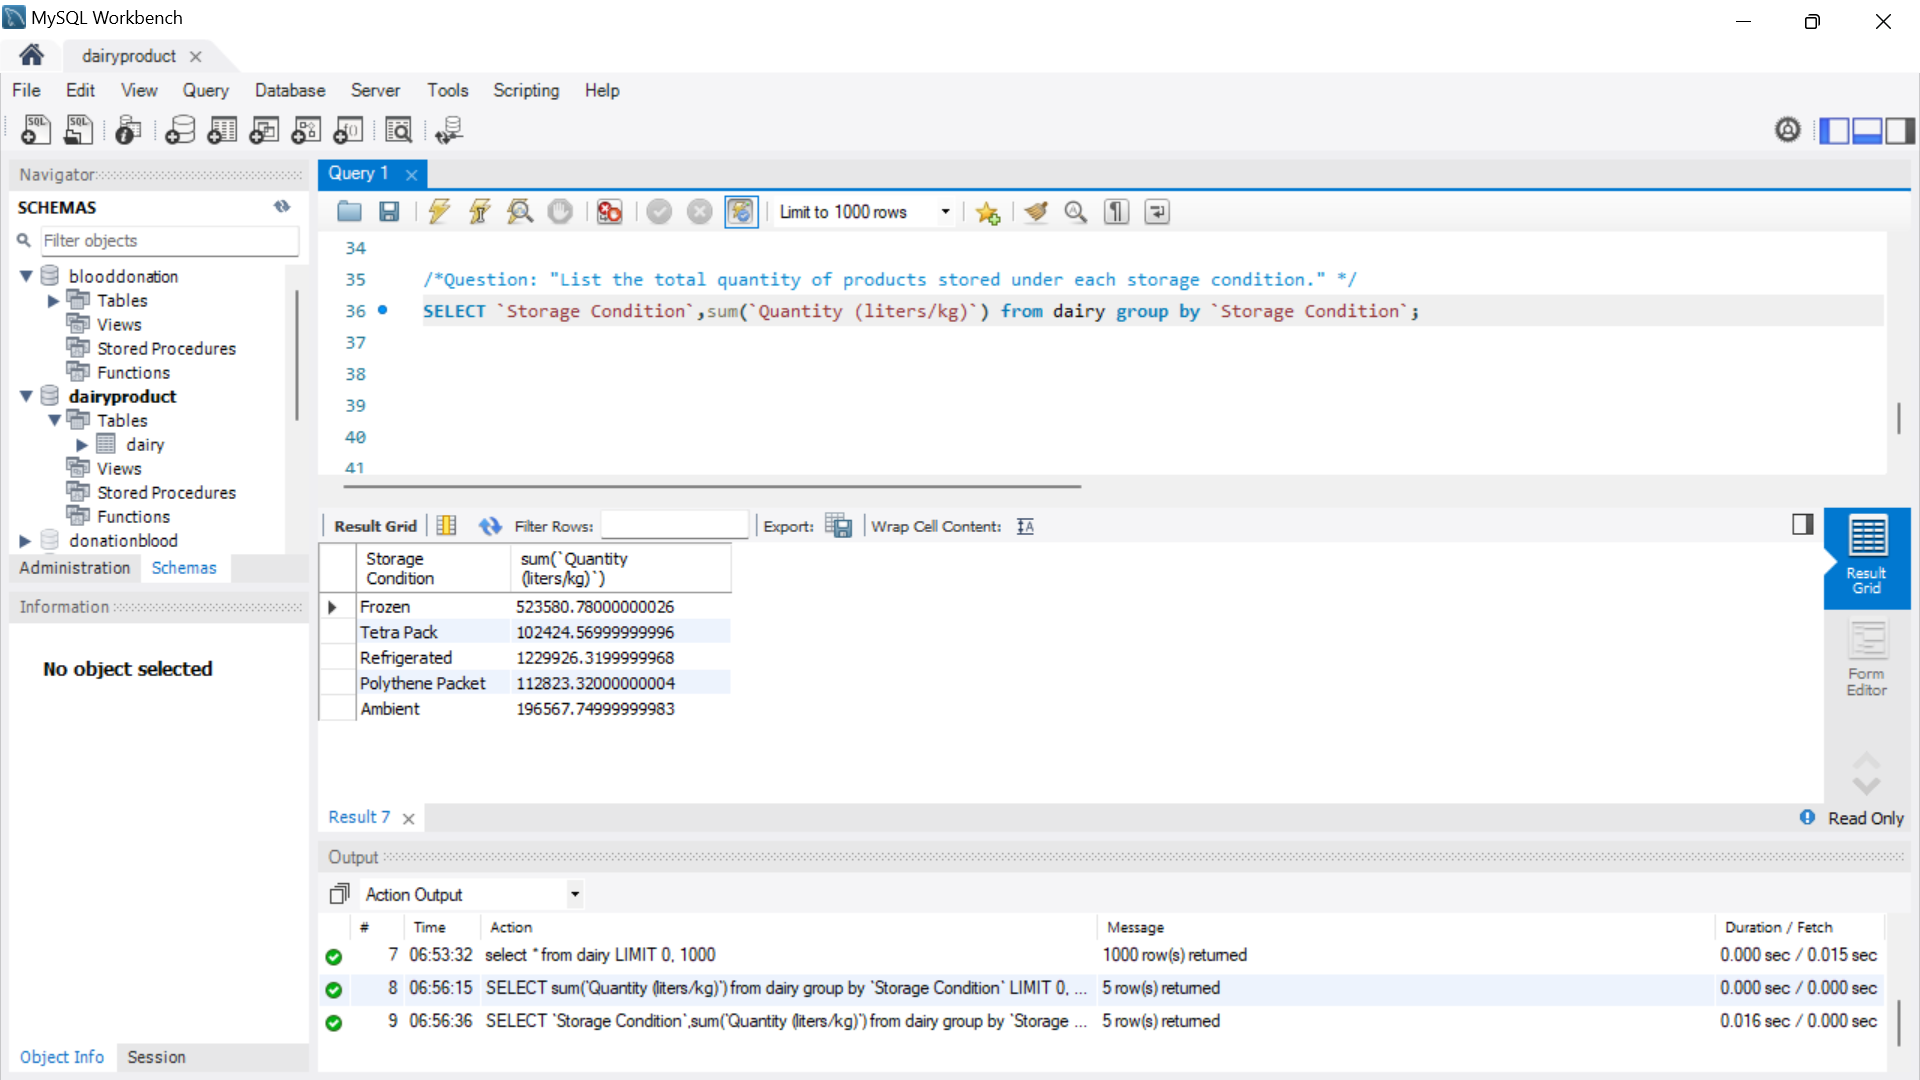 MySQL Workbench
dairyproduct
File Edit View Query Database Server Tools Scripting Help
Navigator
SCHEMAS
Filter objects
blooddonation
Tables
Views
Stored Procedures
Functions
dairyproduct
Tables
dairy
Views
Stored Procedures
Functions
donationblood
Administration Schemas
Information
No object selected
Object Info Session
Query 1
Limit to 1000 rows
34
35 /*Question: "List the total quantity of products stored under each storage condition." */
36 SELECT `Storage Condition`,sum(`Quantity (liters/kg)`) from dairy group by `Storage Condition`;
37
38
39
40
41
Result Grid Filter Rows: Export: Wrap Cell Content:
Storage Condition sum(`Quantity (liters/kg)`)
Frozen 523580.78000000026
Tetra Pack 102424.56999999996
Refrigerated 1229926.3199999968
Polythene Packet 112823.32000000004
Ambient 196567.74999999983
Result Grid
Form Editor
Result 7
Read Only
Output
Action Output
# Time Action Message Duration / Fetch
7 06:53:32 select * from dairy LIMIT 0, 1000 1000 row(s) returned 0.000 sec / 0.015 sec
8 06:56:15 SELECT sum(`Quantity (liters/kg)`) from dairy group by `Storage Condition` LIMIT 0, ... 5 row(s) returned 0.000 sec / 0.000 sec
9 06:56:36 SELECT `Storage Condition`,sum(`Quantity (liters/kg)`) from dairy group by `Storage ... 5 row(s) returned 0.016 sec / 0.000 sec